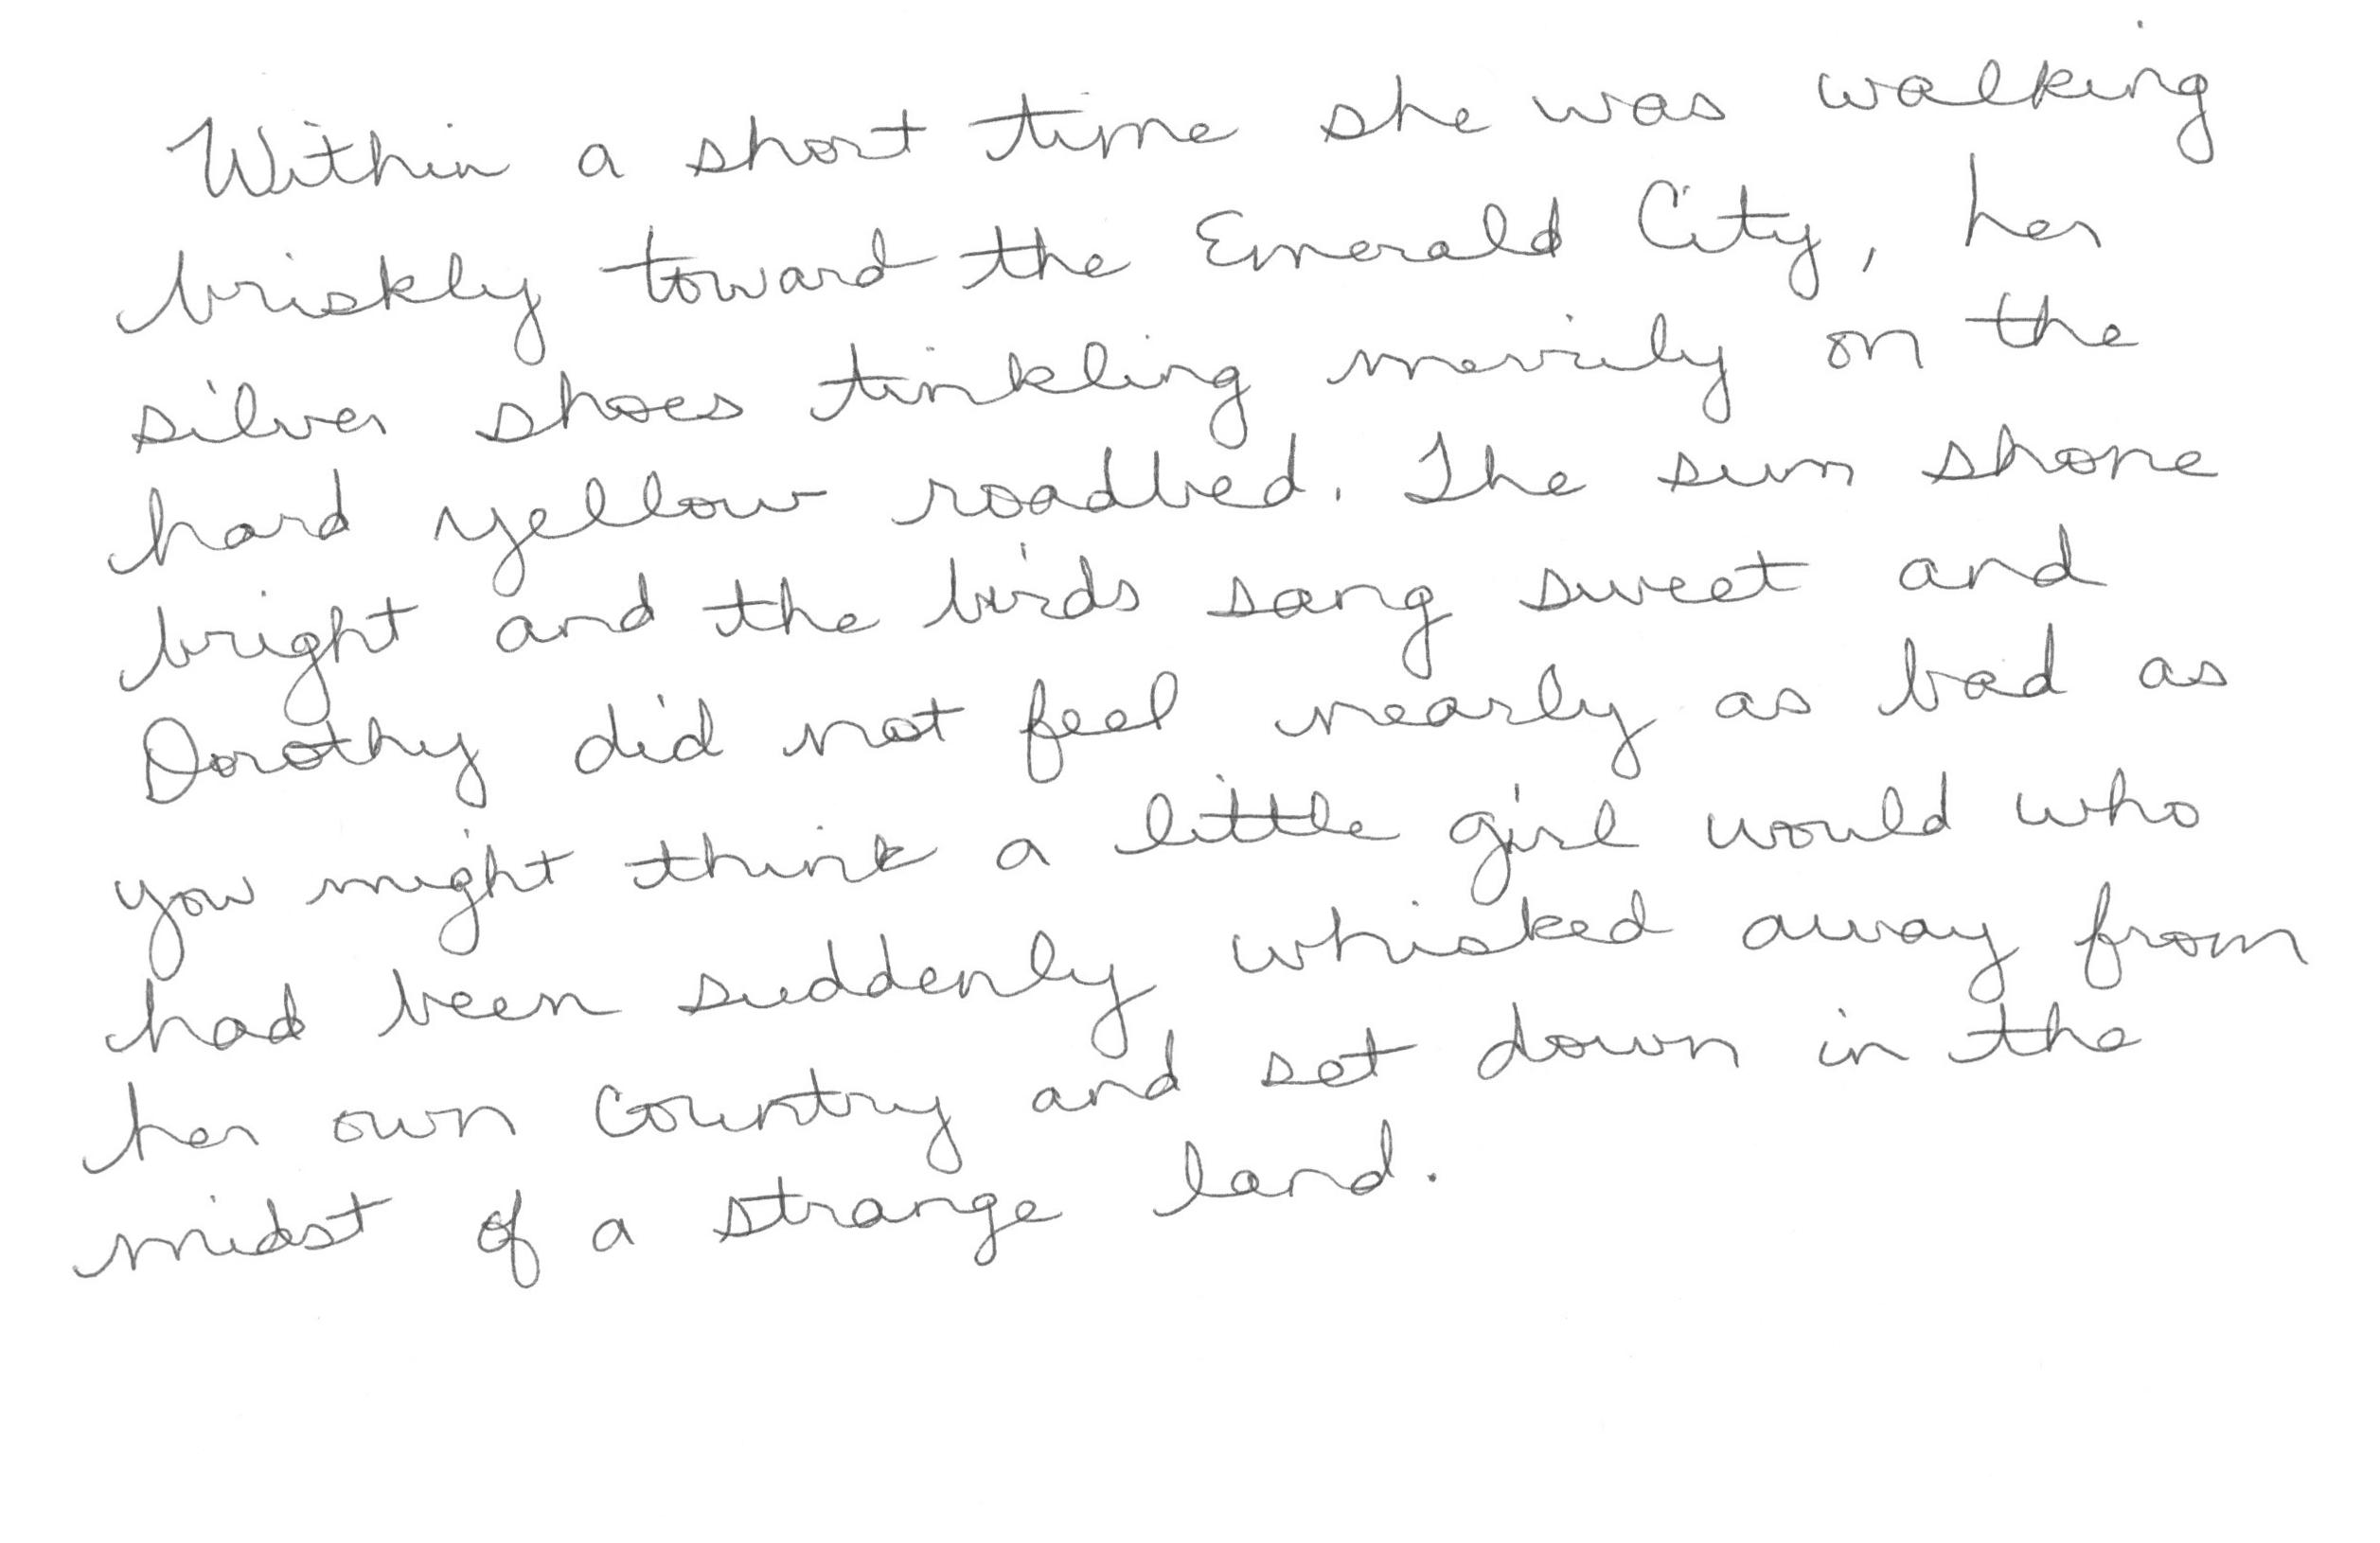 Within a short time she was walking
briskly toward the Emerald City, her
silver shoes tinkling merrily on the
hard yellow roadbed. The sun shone
bright and the birds sang sweet and
Dorothy did not feel nearly as bad as
you might think a little girl would who
had been suddenly whisked away from
her own country and set down in the
midst of a strange land.